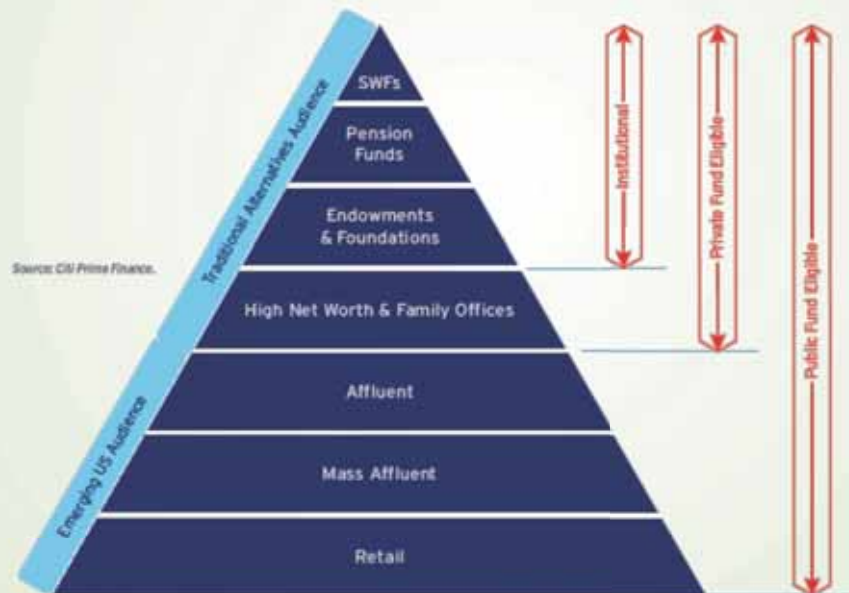 SWFs
Pension
Funds
Endowments
& Foundations
High Net Worth & Family Offices
Affluent
Mass Affluent
Retail
Traditional Alternatives Audience
Emerging US Audience
Source: Citi Prime Finance.
Institutional
Private Fund Eligible
Public Fund Eligible